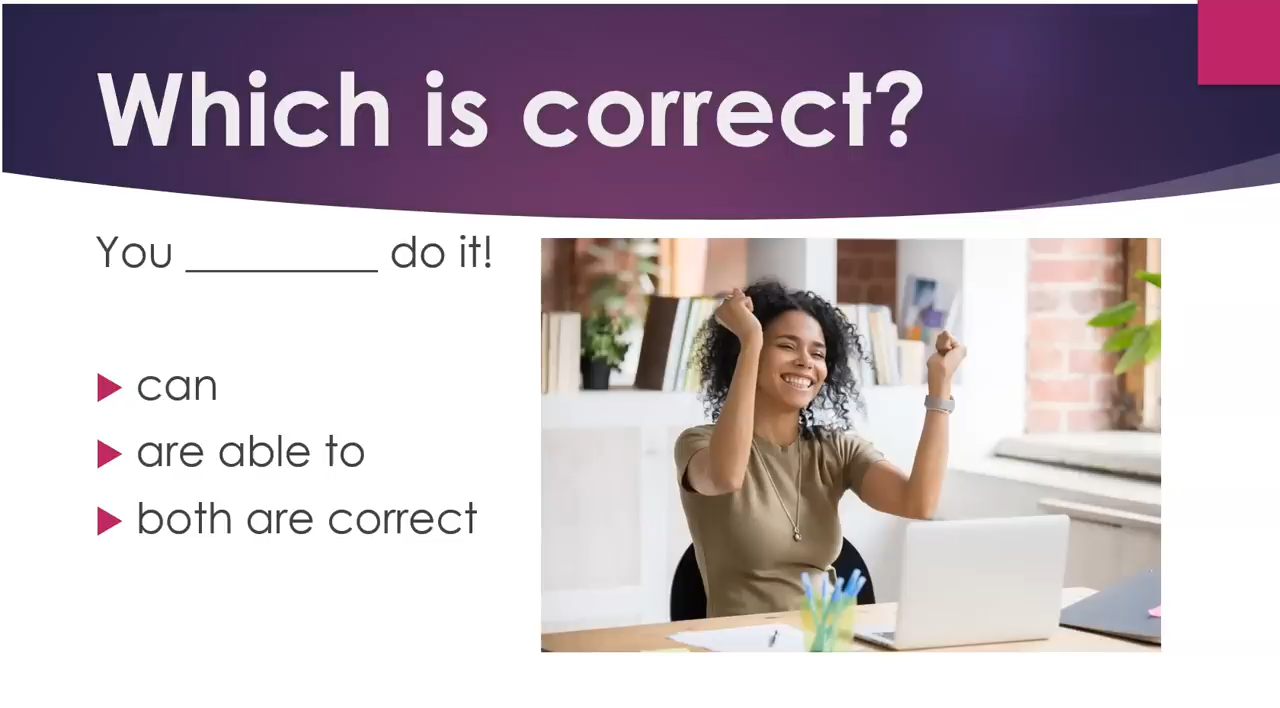 Which is correct?
You _________ do it!
can
are able to
both are correct